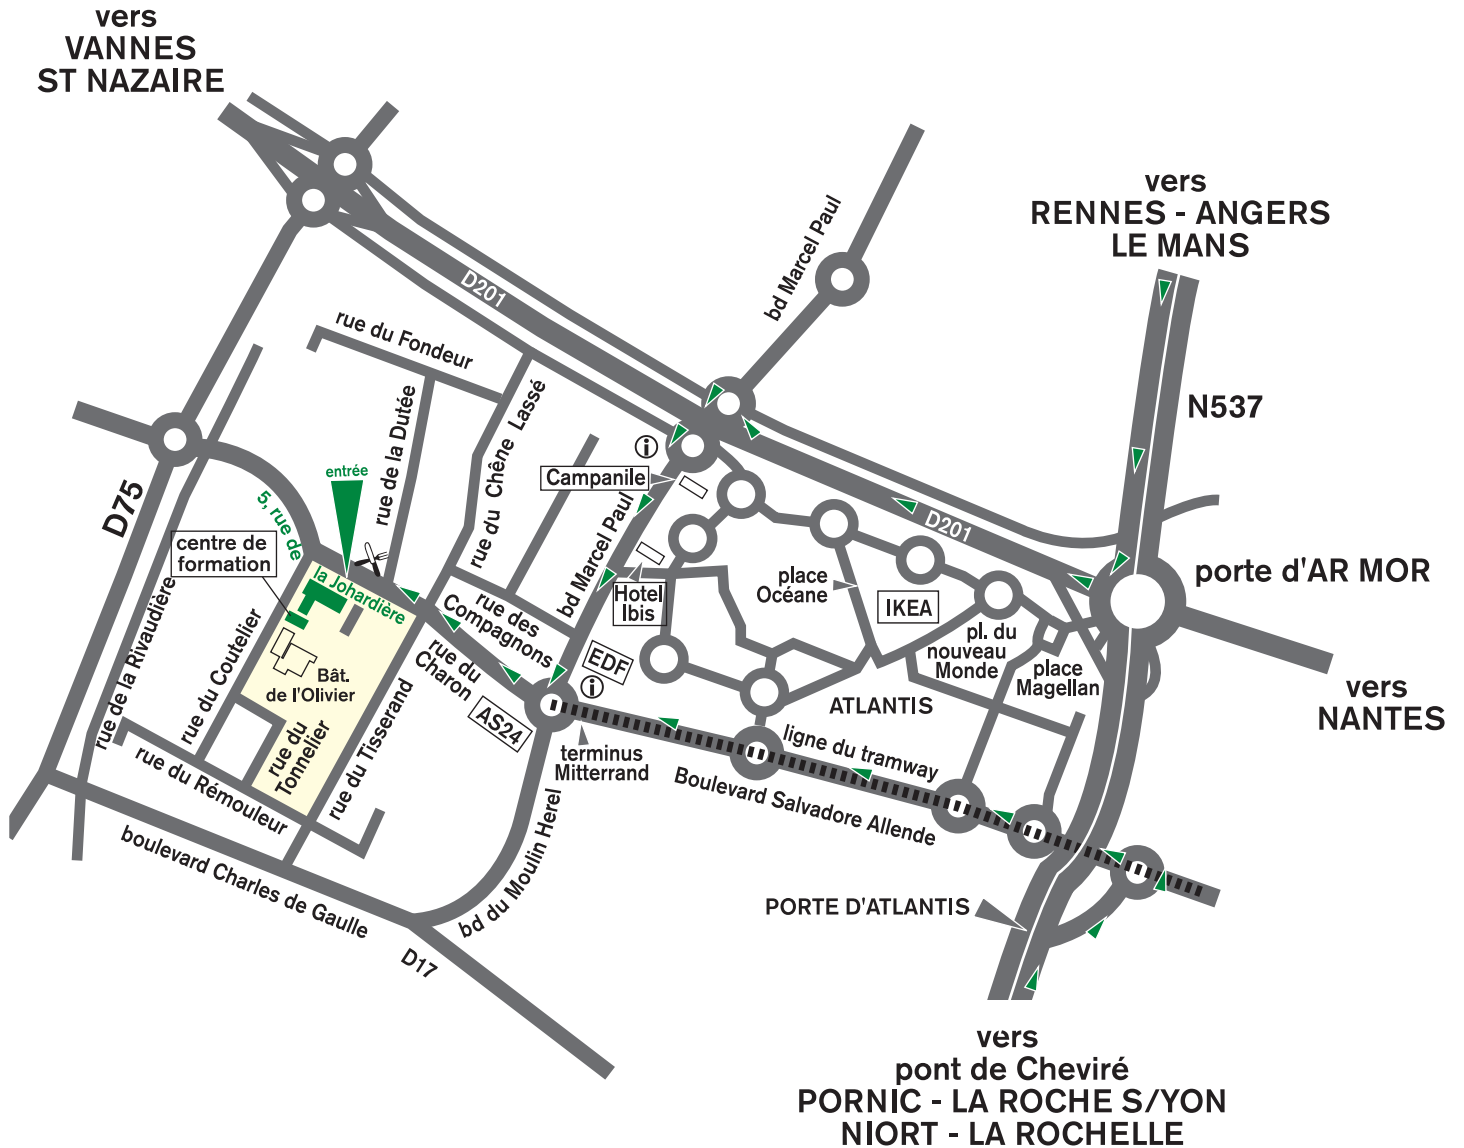 vers
VANNES
ST NAZAIRE
vers
RENNES - ANGERS
LE MANS
bd Marcel Paul
D201
rue du Fondeur
N537
rue de la Dutée
rue du Chêne Lassé
i
Campanile
entrée
D75
5, rue de
la Johardière
bd Marcel Paul
D201
centre de
formation
porte d'AR MOR
place
Océane
IKEA
Hotel
Ibis
rue des
Compagnons
pl. du
nouveau
Monde
place
Magellan
rue de la Rivaudière
rue du Coutelier
rue du
Charon
EDF
i
Bât.
de l'Olivier
AS24
ATLANTIS
vers
NANTES
rue du
Tonnelier
rue du Tisserand
terminus
Mitterrand
ligne du tramway
rue du Rémouleur
Boulevard Salvadore Allende
boulevard Charles de Gaulle
bd du Moulin Herel
PORTE D'ATLANTIS
D17
vers
pont de Cheviré
PORNIC - LA ROCHE S/YON
NIORT - LA ROCHELLE